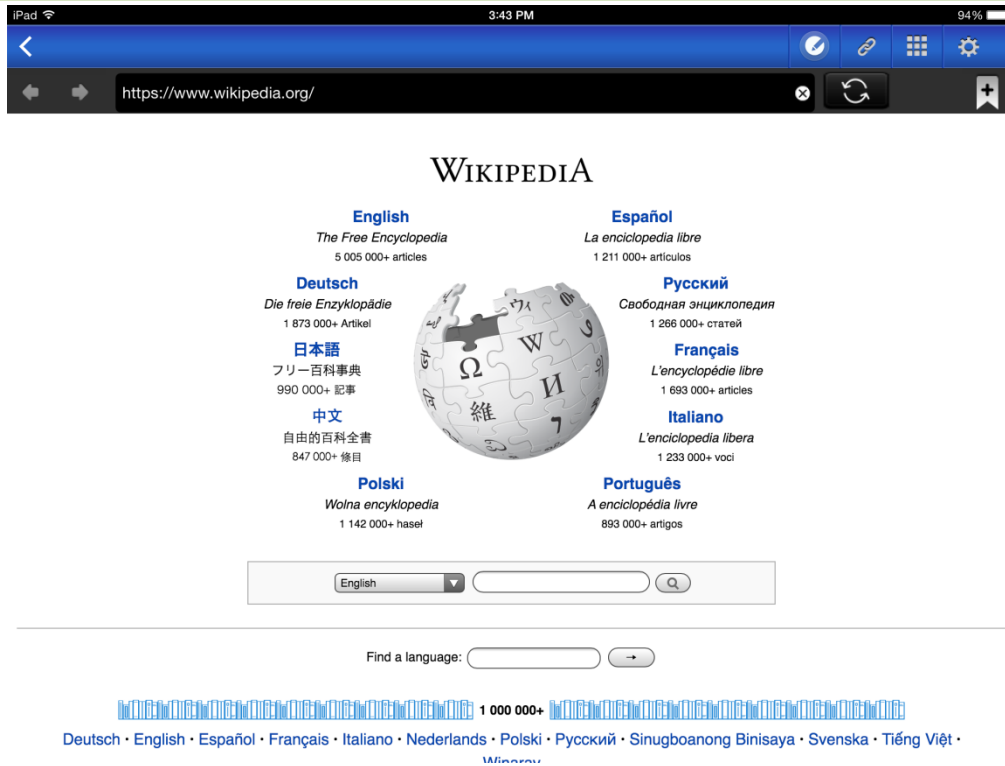 iPad 3:43 PM 94%
https://www.wikipedia.org/
WIKIPEDIA
English
The Free Encyclopedia
5 005 000+ articles
Español
La enciclopedia libre
1 211 000+ artículos
Deutsch
Die freie Enzyklopädie
1 873 000+ Artikel
Русский
Свободная энциклопедия
1 266 000+ статей
日本語
フリー百科事典
990 000+ 記事
Français
L'encyclopédie libre
1 693 000+ articles
中文
自由的百科全書
847 000+ 條目
Italiano
L'enciclopedia libera
1 233 000+ voci
Polski
Wolna encyklopedia
1 142 000+ haseł
Português
A enciclopédia livre
893 000+ artigos
Ω W И 維 7 ウィ
English
Find a language: →
1 000 000+
Deutsch · English · Español · Français · Italiano · Nederlands · Polski · Русский · Sinugboanong Binisaya · Svenska · Tiếng Việt ·
Winaray